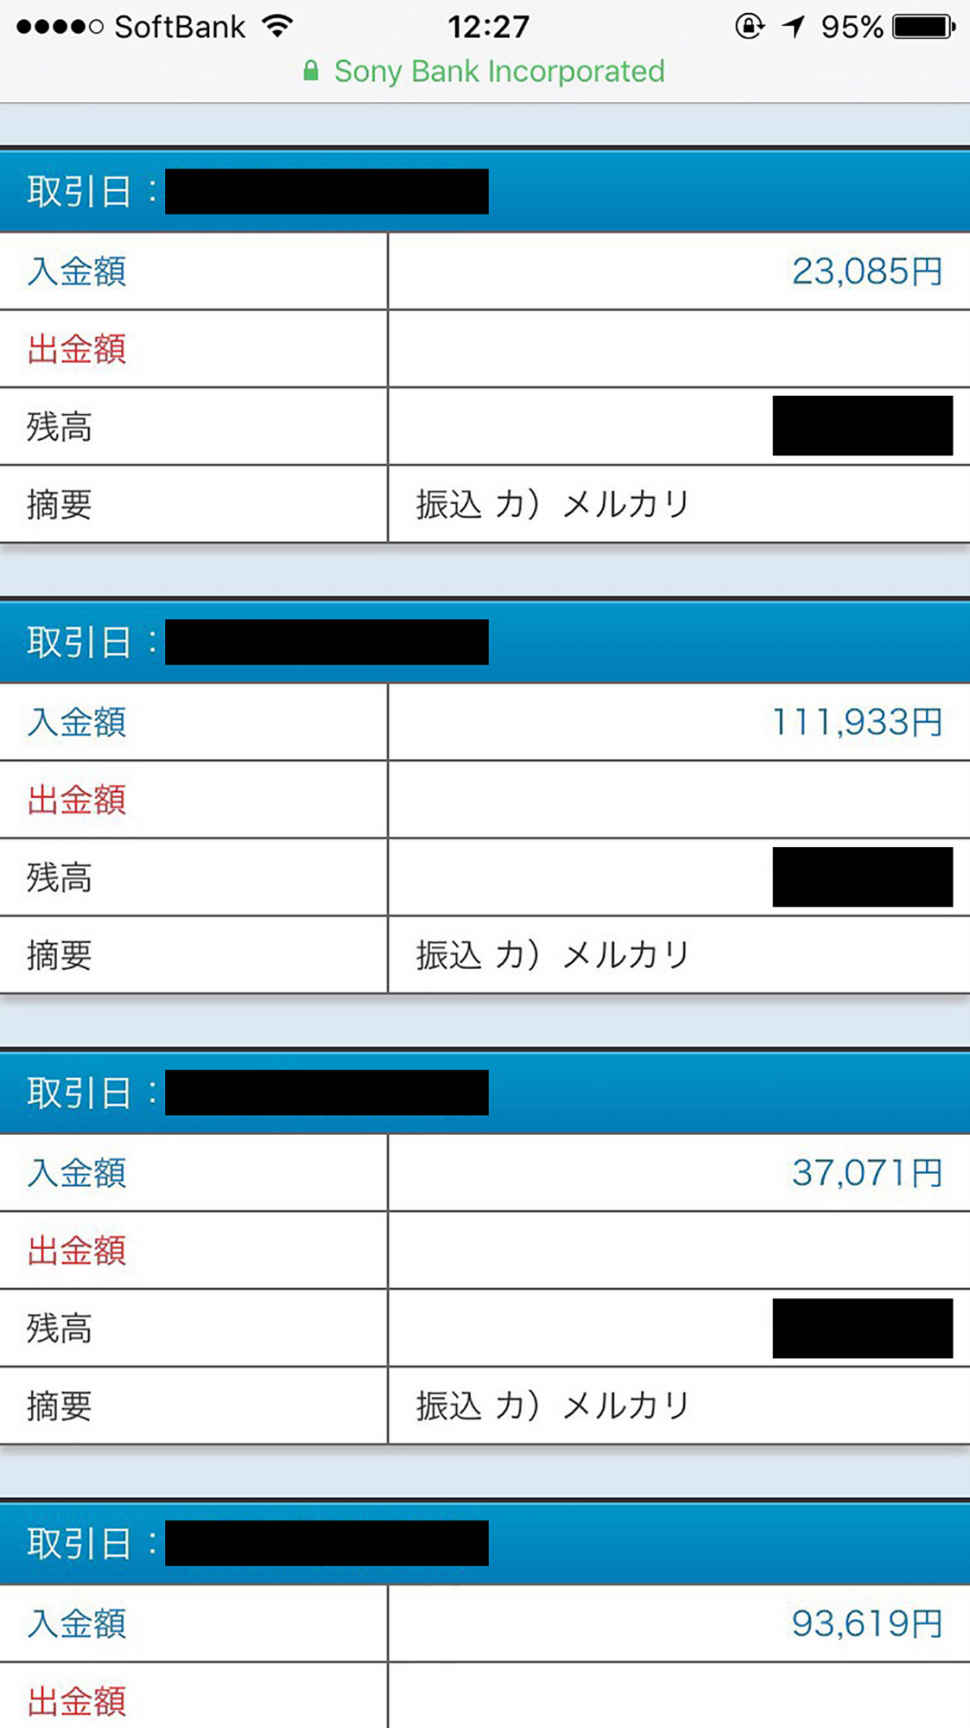 SoftBank 12:27 95%
Sony Bank Incorporated
取引日：
入金額 23,085円
出金額
残高
摘要 振込 カ）メルカリ
取引日：
入金額 111,933円
出金額
残高
摘要 振込 カ）メルカリ
取引日：
入金額 37,071円
出金額
残高
摘要 振込 カ）メルカリ
取引日：
入金額 93,619円
出金額